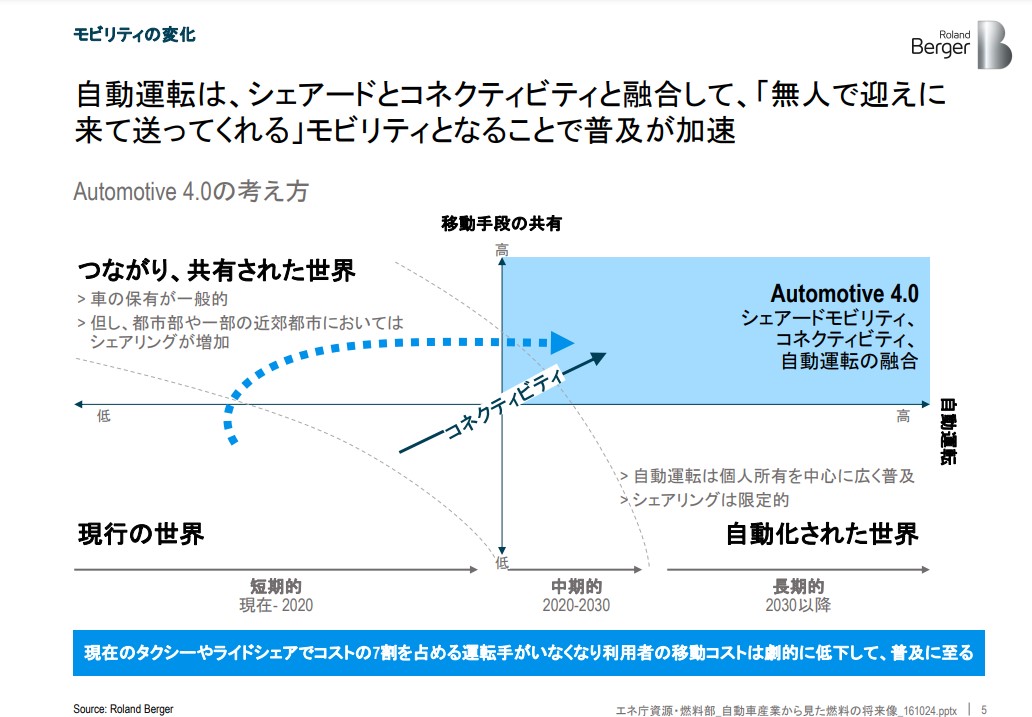 モビリティの変化
Roland
Berger
自動運転は、シェアードとコネクティビティと融合して、「無人で迎えに
来て送ってくれる」モビリティとなることで普及が加速
Automotive 4.0の考え方
移動手段の共有
高
つながり、共有された世界
> 車の保有が一般的
> 但し、都市部や一部の近郊都市においては
シェアリングが増加
Automotive 4.0
シェアードモビリティ、
コネクティビティ、
自動運転の融合
コネクティビティ
低
高
自動運転
> 自動運転は個人所有を中心に広く普及
> シェアリングは限定的
現行の世界
自動化された世界
低
短期的
現在- 2020
中期的
2020-2030
長期的
2030以降
現在のタクシーやライドシェアでコストの7割を占める運転手がいなくなり利用者の移動コストは劇的に低下して、普及に至る
Source: Roland Berger
エネ庁資源・燃料部_自動車産業から見た燃料の将来像_161024.pptx | 5